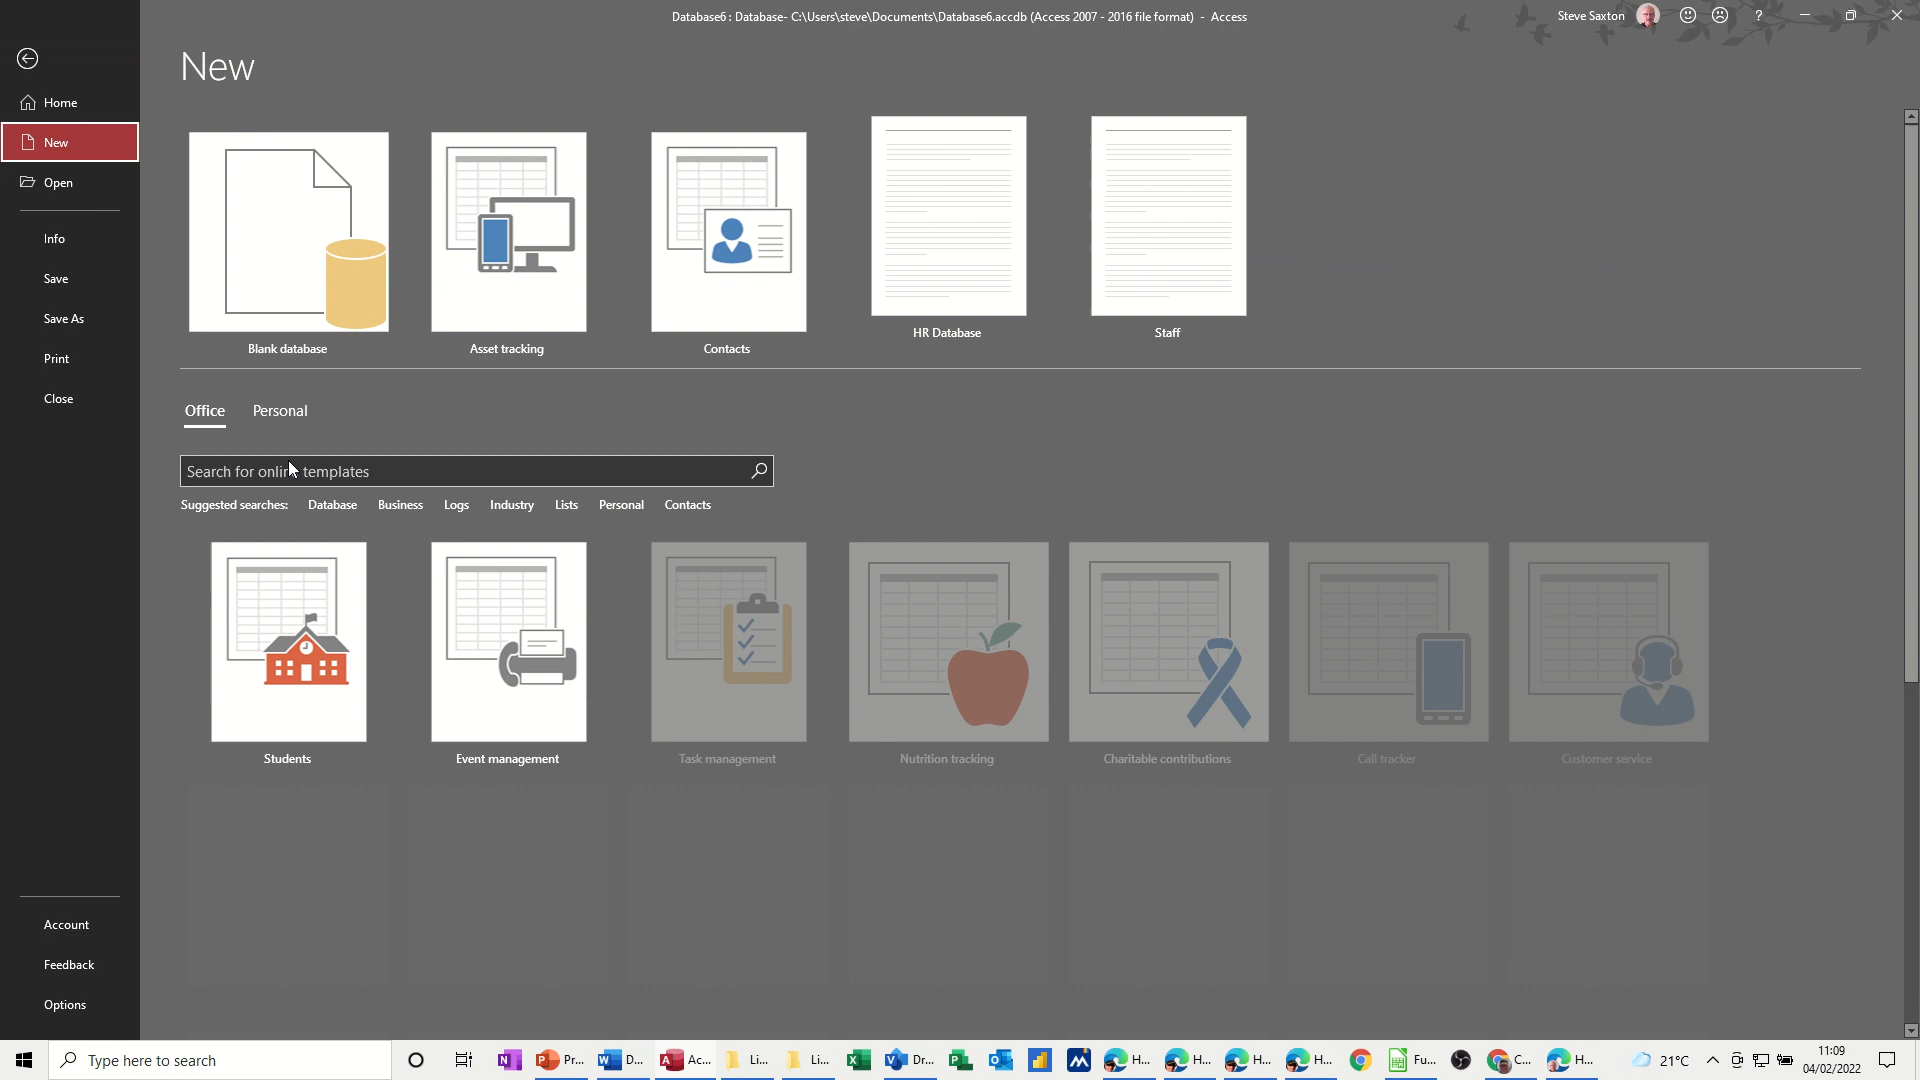 Database6 : Database- C:\Users\steve\Documents\Database6.accdb (Access 2007 - 2016 file format) - Access
Steve Saxton
?
New
Home
New
Open
Info
Save
Save As
Print
Close
Account
Feedback
Options
Blank database
Asset tracking
Contacts
HR Database
Staff
Office
Personal
Search for online templates
Suggested searches: Database Business Logs Industry Lists Personal Contacts
Students
Event management
Task management
Nutrition tracking
Charitable contributions
Call tracker
Customer service
Type here to search
N
P Pr...
W D...
A Ac...
Li...
Li...
X
V Dr...
P
O
H...
H...
H...
H...
Fu...
C...
H...
21°C
11:09
04/02/2022